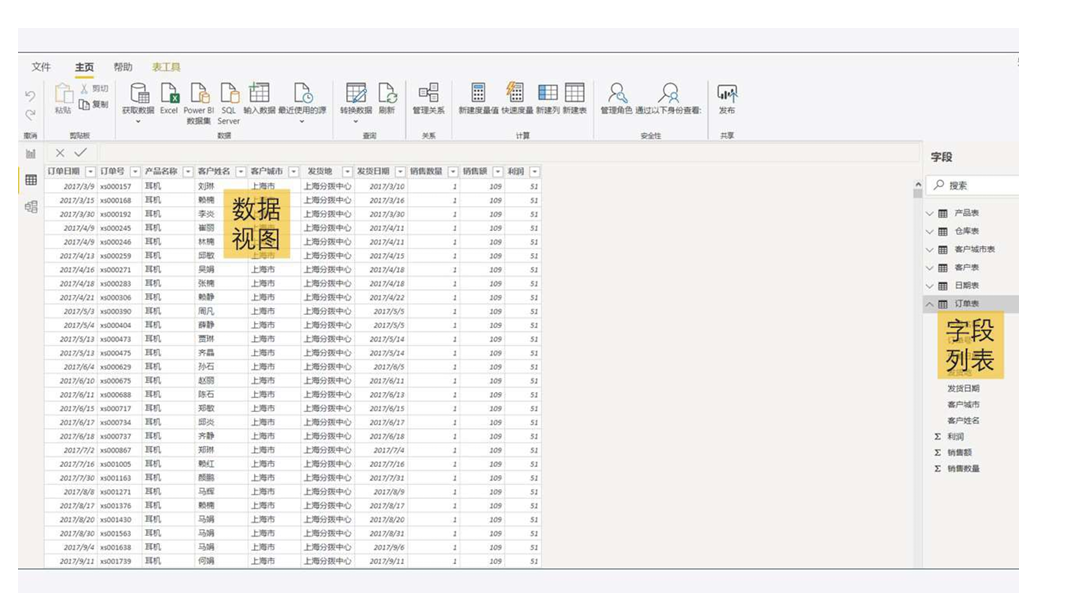 文件 主页 帮助 表工具
剪切
复制
粘贴 获取数据 Excel Power BI 数据集 SQL Server 输入数据 最近使用的源 转换数据 刷新 管理关系 新建度量值 快速度量 新建列 新建表 管理角色 通过以下身份查看: 发布
撤消 剪贴板 数据 查询 关系 计算 安全性 共享
订单日期 订单号 产品名称 客户姓名 客户城市 发货地 发货日期 销售数量 销售额 利润
2017/3/9 xs000157 耳机 刘琳 上海市 上海分拨中心 2017/3/10 1 109 51
2017/3/15 xs000168 耳机 赖楠 上海分拨中心 2017/3/16 1 109 51
2017/3/30 xs000192 耳机 李炎 上海分拨中心 2017/3/30 1 109 51
2017/4/9 xs000245 耳机 崔丽 上海分拨中心 2017/4/11 1 109 51
2017/4/9 xs000246 耳机 林楠 上海分拨中心 2017/4/11 1 109 51
2017/4/13 xs000259 耳机 邱敏 上海市 上海分拨中心 2017/4/15 1 109 51
2017/4/16 xs000271 耳机 吴娟 上海市 上海分拨中心 2017/4/18 1 109 51
2017/4/18 xs000283 耳机 张楠 上海市 上海分拨中心 2017/4/18 1 109 51
2017/4/21 xs000306 耳机 赖静 上海市 上海分拨中心 2017/4/22 1 109 51
2017/5/3 xs000390 耳机 周凡 上海市 上海分拨中心 2017/5/5 1 109 51
2017/5/4 xs000404 耳机 薛静 上海市 上海分拨中心 2017/5/5 1 109 51
2017/5/13 xs000473 耳机 贾琳 上海市 上海分拨中心 2017/5/14 1 109 51
2017/5/13 xs000475 耳机 齐晶 上海市 上海分拨中心 2017/5/14 1 109 51
2017/6/4 xs000629 耳机 孙石 上海市 上海分拨中心 2017/6/5 1 109 51
2017/6/10 xs000675 耳机 赵丽 上海市 上海分拨中心 2017/6/11 1 109 51
2017/6/11 xs000688 耳机 陈石 上海市 上海分拨中心 2017/6/13 1 109 51
2017/6/15 xs000717 耳机 郑敏 上海市 上海分拨中心 2017/6/15 1 109 51
2017/6/17 xs000734 耳机 邱炎 上海市 上海分拨中心 2017/6/17 1 109 51
2017/6/18 xs000737 耳机 齐静 上海市 上海分拨中心 2017/6/18 1 109 51
2017/7/2 xs000867 耳机 郑琳 上海市 上海分拨中心 2017/7/4 1 109 51
2017/7/16 xs001005 耳机 赖红 上海市 上海分拨中心 2017/7/16 1 109 51
2017/7/30 xs001163 耳机 颜鹏 上海市 上海分拨中心 2017/7/31 1 109 51
2017/8/8 xs001271 耳机 马辉 上海市 上海分拨中心 2017/8/9 1 109 51
2017/8/17 xs001376 耳机 赖楠 上海市 上海分拨中心 2017/8/17 1 109 51
2017/8/20 xs001430 耳机 马娟 上海市 上海分拨中心 2017/8/20 1 109 51
2017/8/30 xs001563 耳机 马娟 上海市 上海分拨中心 2017/8/31 1 109 51
2017/9/4 xs001638 耳机 马娟 上海市 上海分拨中心 2017/9/6 1 109 51
2017/9/11 xs001739 耳机 何娟 上海市 上海分拨中心 2017/9/11 1 109 51
数据
视图
字段
搜索
产品表
仓库表
客户城市表
客户表
日期表
订单表
字段
列表
发货日期
客户城市
客户姓名
Σ 利润
Σ 销售额
Σ 销售数量